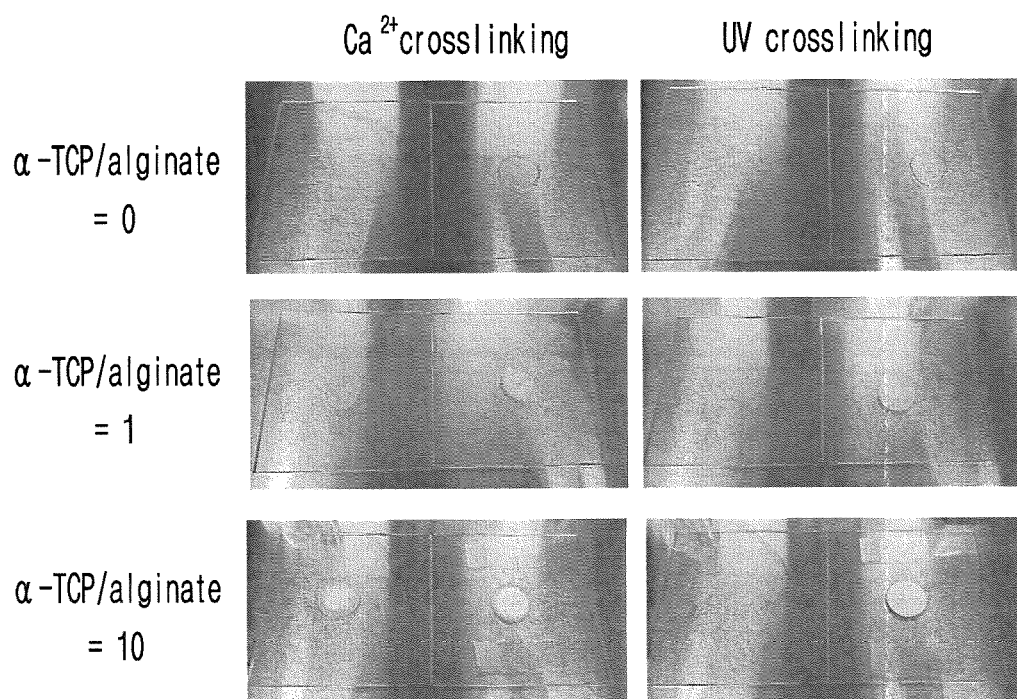 Ca²⁺crosslinking
UV crosslinking
α-TCP/alginate
= 0
α-TCP/alginate
= 1
α-TCP/alginate
= 10